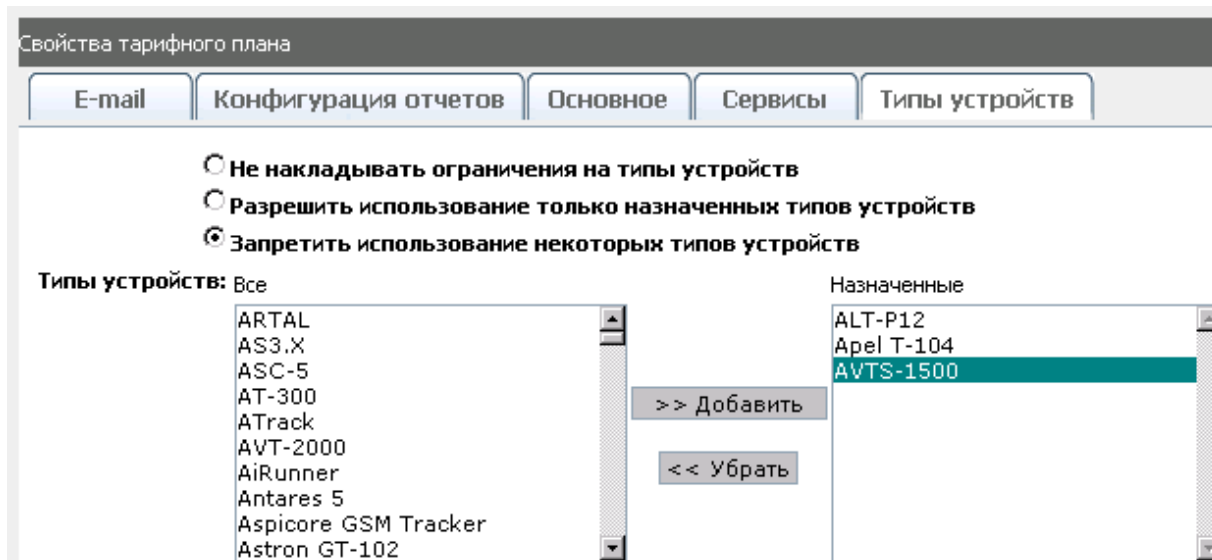 Свойства тарифного плана
E-mail Конфигурация отчетов Основное Сервисы Типы устройств
Не накладывать ограничения на типы устройств
Разрешить использование только назначенных типов устройств
Запретить использование некоторых типов устройств
Типы устройств: Все Назначенные
ARTAL
AS3.X
ASC-5
AT-300
ATrack
AVT-2000
AiRunner
Antares 5
Aspicore GSM Tracker
Astron GT-102
>> Добавить
<< Убрать
ALT-P12
Apel T-104
AVTS-1500